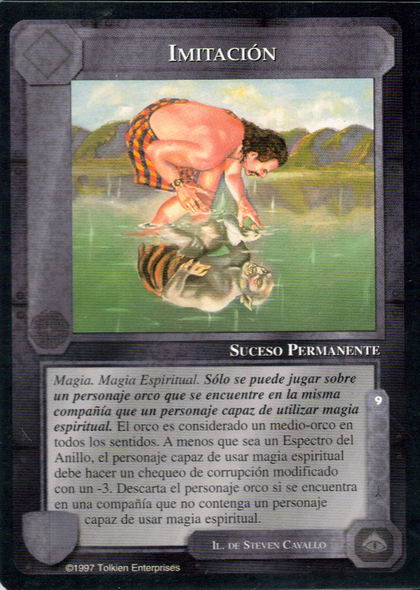 IMITACIÓN
SUCESO PERMANENTE
Magia. Magia Espiritual. Sólo se puede jugar sobre
un personaje orco que se encuentre en la misma
compañía que un personaje capaz de utilizar magia
espiritual. El orco es considerado un medio-orco en
todos los sentidos. A menos que sea un Espectro del
Anillo, el personaje capaz de usar magia espiritual
debe hacer un chequeo de corrupción modificado
con un -3. Descarta el personaje orco si se encuentra
en una compañía que no contenga un personaje
capaz de usar magia espiritual.
9
IL. DE STEVEN CAVALLO
©1997 Tolkien Enterprises